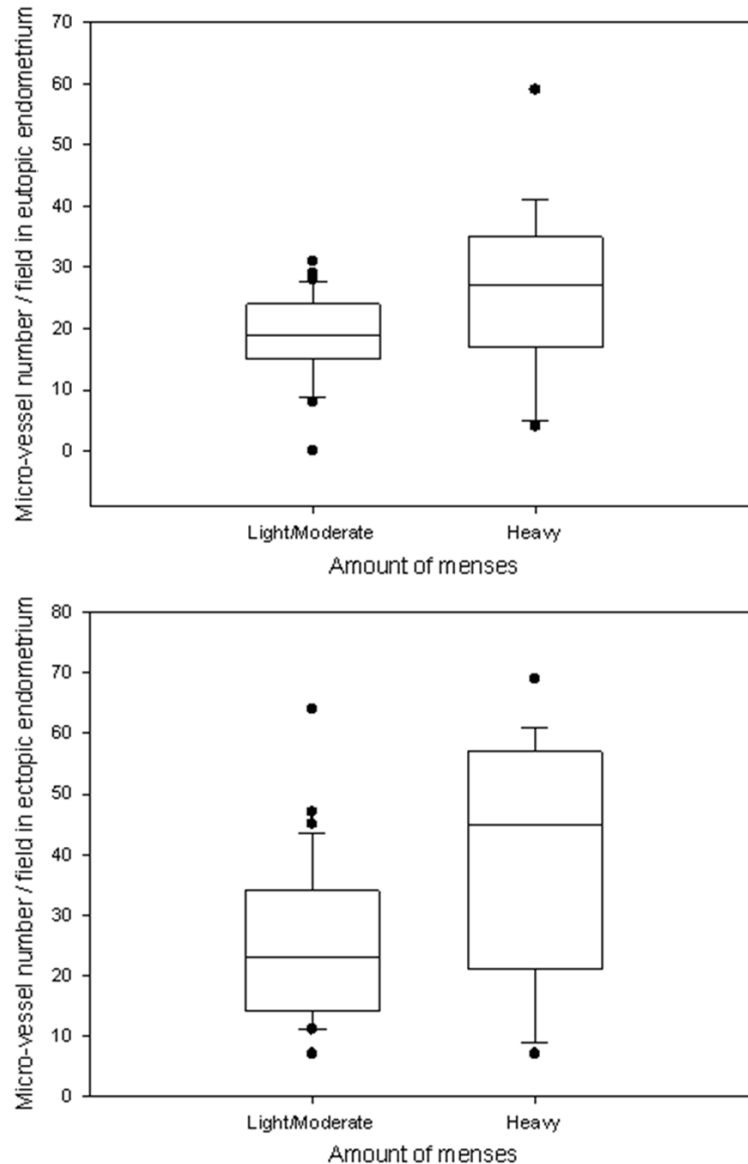 Micro-vessel number / field in eutopic endometrium
70
60
50
40
30
20
10
0
Light/Moderate
Heavy
Amount of menses
Micro-vessel number / field in ectopic endometrium
80
70
60
50
40
30
20
10
0
Light/Moderate
Heavy
Amount of menses